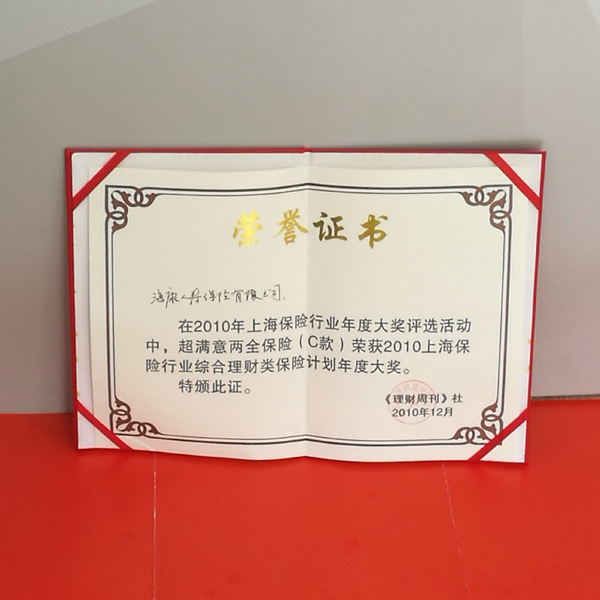 荣誉证书
海康人寿保险有限公司:
在2010年上海保险行业年度大奖评选活动
中，超满意两全保险（C款）荣获2010上海保
险行业综合理财类保险计划年度大奖。
特颁此证。
《理财周刊》社
2010年12月